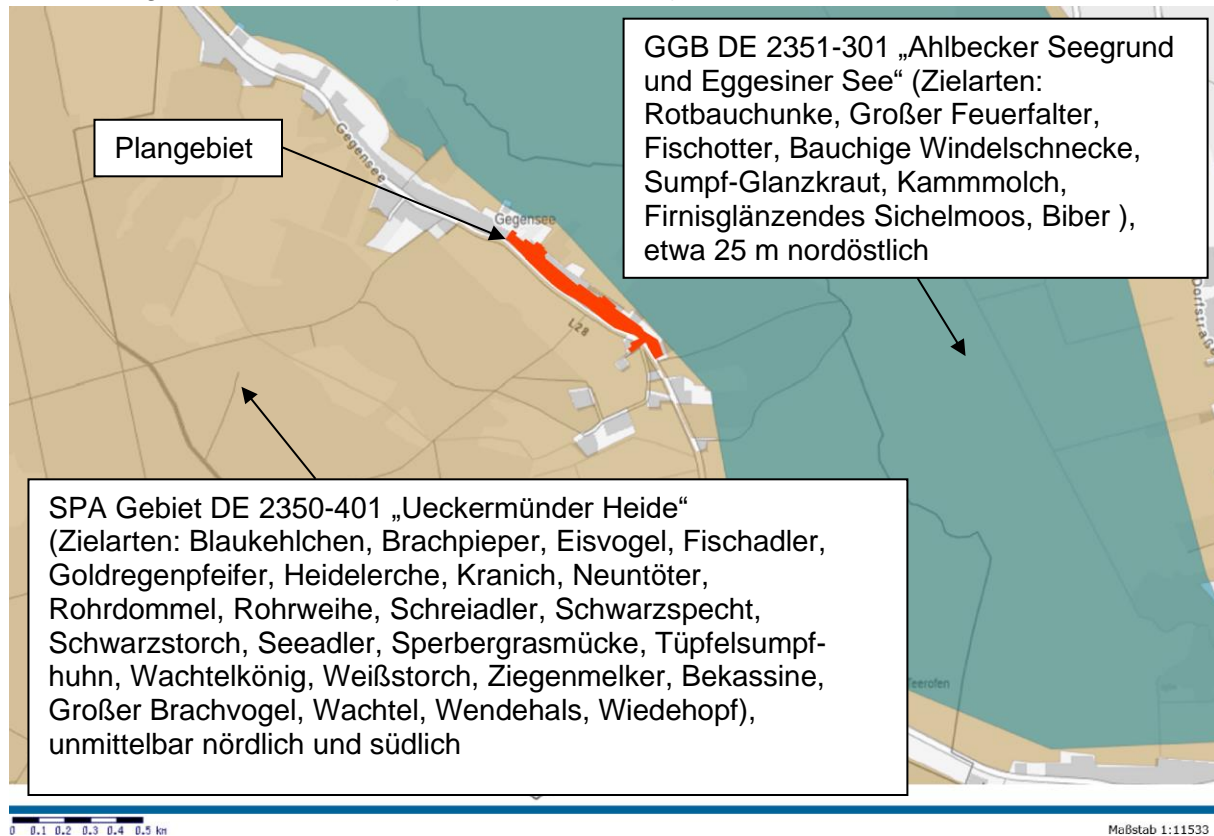 GGB DE 2351-301 „Ahlbecker Seegrund
und Eggesiner See“ (Zielarten:
Rotbauchunke, Großer Feuerfalter,
Fischotter, Bauchige Windelschnecke,
Sumpf-Glanzkraut, Kammmolch,
Firnisglänzendes Sichelmoos, Biber ),
etwa 25 m nordöstlich
Plangebiet
Gegensee
Gegensee
L28
Dorfstraße
SPA Gebiet DE 2350-401 „Ueckermünder Heide“
(Zielarten: Blaukehlchen, Brachpieper, Eisvogel, Fischadler,
Goldregenpfeifer, Heidelerche, Kranich, Neuntöter,
Rohrdommel, Rohrweihe, Schreiadler, Schwarzspecht,
Schwarzstorch, Seeadler, Sperbergrasmücke, Tüpfelsumpf-
huhn, Wachtelkönig, Weißstorch, Ziegenmelker, Bekassine,
Großer Brachvogel, Wachtel, Wendehals, Wiedehopf),
unmittelbar nördlich und südlich
Teerofen
0 0.1 0.2 0.3 0.4 0.5 km
Maßstab 1:11533